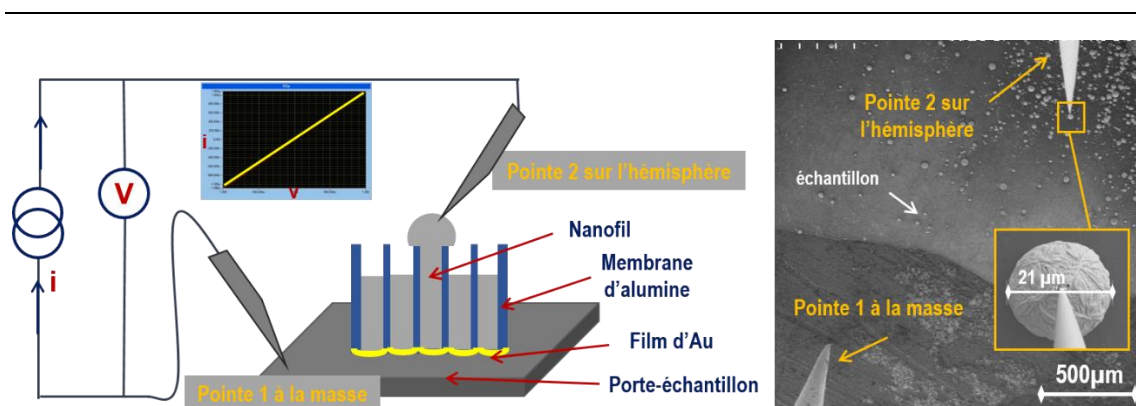 i
V
i
V
Pointe 2 sur l'hémisphère
Nanofil
Membrane
d'alumine
Film d'Au
Porte-échantillon
Pointe 1 à la masse
Pointe 2 sur
l'hémisphère
échantillon
21 µm
Pointe 1 à la masse
500µm